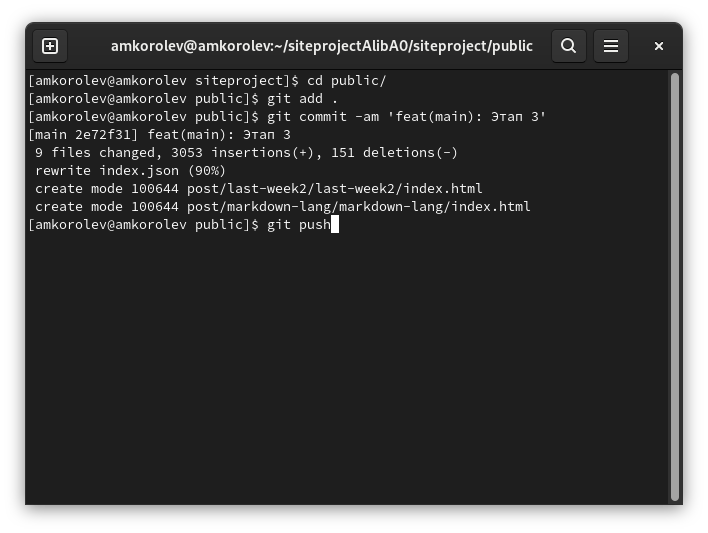 amkorolev@amkorolev:~/siteprojectAlibA0/siteproject/public
[amkorolev@amkorolev siteproject]$ cd public/
[amkorolev@amkorolev public]$ git add .
[amkorolev@amkorolev public]$ git commit -am 'feat(main): Этап 3'
[main 2e72f31] feat(main): Этап 3
 9 files changed, 3053 insertions(+), 151 deletions(-)
 rewrite index.json (90%)
 create mode 100644 post/last-week2/last-week2/index.html
 create mode 100644 post/markdown-lang/markdown-lang/index.html
[amkorolev@amkorolev public]$ git push